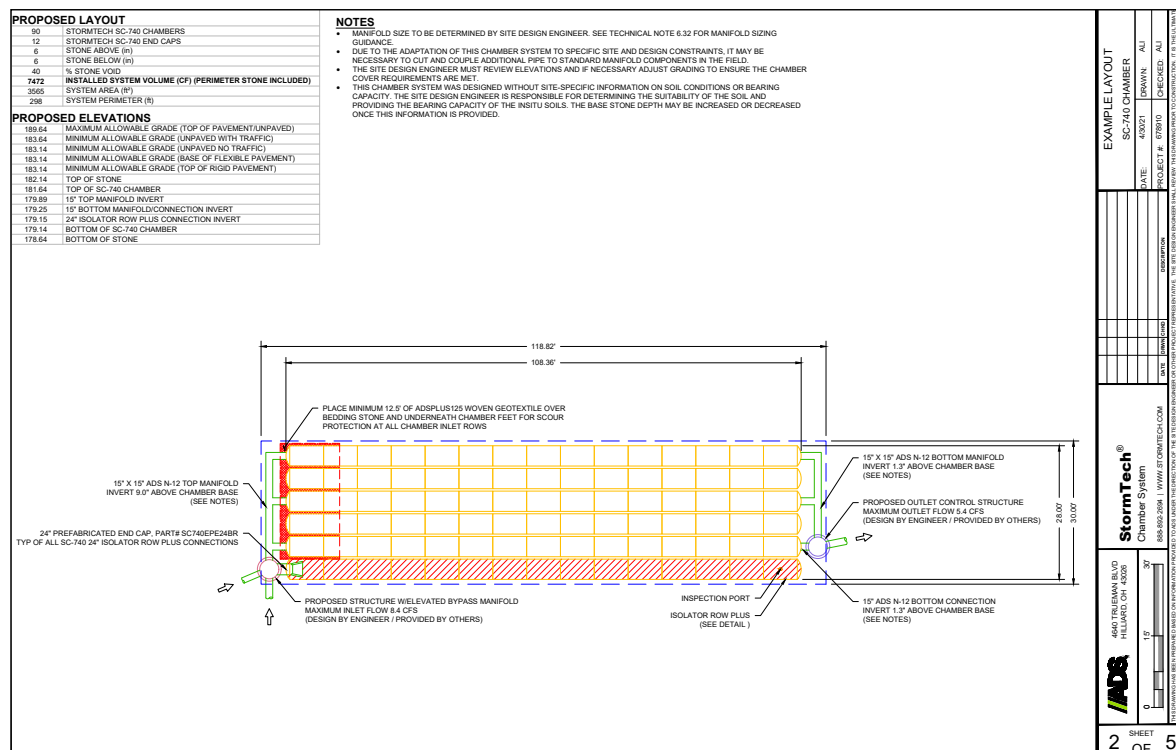 PROPOSED LAYOUT
90 STORMTECH SC-740 CHAMBERS
12 STORMTECH SC-740 END CAPS
6 STONE ABOVE (in)
6 STONE BELOW (in)
40 % STONE VOID
7472 INSTALLED SYSTEM VOLUME (CF) (PERIMETER STONE INCLUDED)
3565 SYSTEM AREA (ft²)
298 SYSTEM PERIMETER (ft)
PROPOSED ELEVATIONS
189.64 MAXIMUM ALLOWABLE GRADE (TOP OF PAVEMENT/UNPAVED)
183.64 MINIMUM ALLOWABLE GRADE (UNPAVED WITH TRAFFIC)
183.14 MINIMUM ALLOWABLE GRADE (UNPAVED NO TRAFFIC)
183.14 MINIMUM ALLOWABLE GRADE (BASE OF FLEXIBLE PAVEMENT)
183.14 MINIMUM ALLOWABLE GRADE (TOP OF RIGID PAVEMENT)
182.14 TOP OF STONE
181.64 TOP OF SC-740 CHAMBER
179.89 15" TOP MANIFOLD INVERT
179.25 15" BOTTOM MANIFOLD/CONNECTION INVERT
179.15 24" ISOLATOR ROW PLUS CONNECTION INVERT
179.14 BOTTOM OF SC-740 CHAMBER
178.64 BOTTOM OF STONE
NOTES
• MANIFOLD SIZE TO BE DETERMINED BY SITE DESIGN ENGINEER. SEE TECHNICAL NOTE 6.32 FOR MANIFOLD SIZING
GUIDANCE.
• DUE TO THE ADAPTATION OF THIS CHAMBER SYSTEM TO SPECIFIC SITE AND DESIGN CONSTRAINTS, IT MAY BE
NECESSARY TO CUT AND COUPLE ADDITIONAL PIPE TO STANDARD MANIFOLD COMPONENTS IN THE FIELD.
• THE SITE DESIGN ENGINEER MUST REVIEW ELEVATIONS AND IF NECESSARY ADJUST GRADING TO ENSURE THE CHAMBER
COVER REQUIREMENTS ARE MET.
• THIS CHAMBER SYSTEM WAS DESIGNED WITHOUT SITE-SPECIFIC INFORMATION ON SOIL CONDITIONS OR BEARING
CAPACITY. THE SITE DESIGN ENGINEER IS RESPONSIBLE FOR DETERMINING THE SUITABILITY OF THE SOIL AND
PROVIDING THE BEARING CAPACITY OF THE INSITU SOILS. THE BASE STONE DEPTH MAY BE INCREASED OR DECREASED
ONCE THIS INFORMATION IS PROVIDED.
118.82'
108.36'
PLACE MINIMUM 12.5' OF ADSPLUS125 WOVEN GEOTEXTILE OVER
BEDDING STONE AND UNDERNEATH CHAMBER FEET FOR SCOUR
PROTECTION AT ALL CHAMBER INLET ROWS
15" X 15" ADS N-12 TOP MANIFOLD
INVERT 9.0" ABOVE CHAMBER BASE
(SEE NOTES)
24" PREFABRICATED END CAP, PART# SC740EPE24BR
TYP OF ALL SC-740 24" ISOLATOR ROW PLUS CONNECTIONS
PROPOSED STRUCTURE W/ELEVATED BYPASS MANIFOLD
MAXIMUM INLET FLOW 8.4 CFS
(DESIGN BY ENGINEER / PROVIDED BY OTHERS)
INSPECTION PORT
ISOLATOR ROW PLUS
(SEE DETAIL )
15" X 15" ADS N-12 BOTTOM MANIFOLD
INVERT 1.3" ABOVE CHAMBER BASE
(SEE NOTES)
PROPOSED OUTLET CONTROL STRUCTURE
MAXIMUM OUTLET FLOW 5.4 CFS
(DESIGN BY ENGINEER / PROVIDED BY OTHERS)
15" ADS N-12 BOTTOM CONNECTION
INVERT 1.3" ABOVE CHAMBER BASE
(SEE NOTES)
28.00'
30.00'
EXAMPLE LAYOUT
SC-740 CHAMBER
DATE: 4/30/21 DRAWN: ALI
PROJECT #: 678910 CHECKED: ALI
DATE DRWN CHKD DESCRIPTION
StormTech®
Chamber System
888-892-2694 | WWW.STORMTECH.COM
ADS
4640 TRUEMAN BLVD
HILLIARD, OH 43026
0 15' 30'
SHEET
2 OF 5